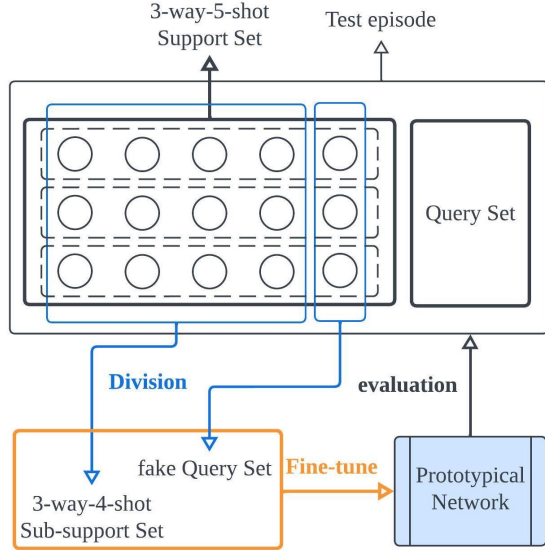 3-way-5-shot
Support Set
Test episode
Query Set
Division
evaluation
fake Query Set
Fine-tune
3-way-4-shot
Sub-support Set
Prototypical
Network